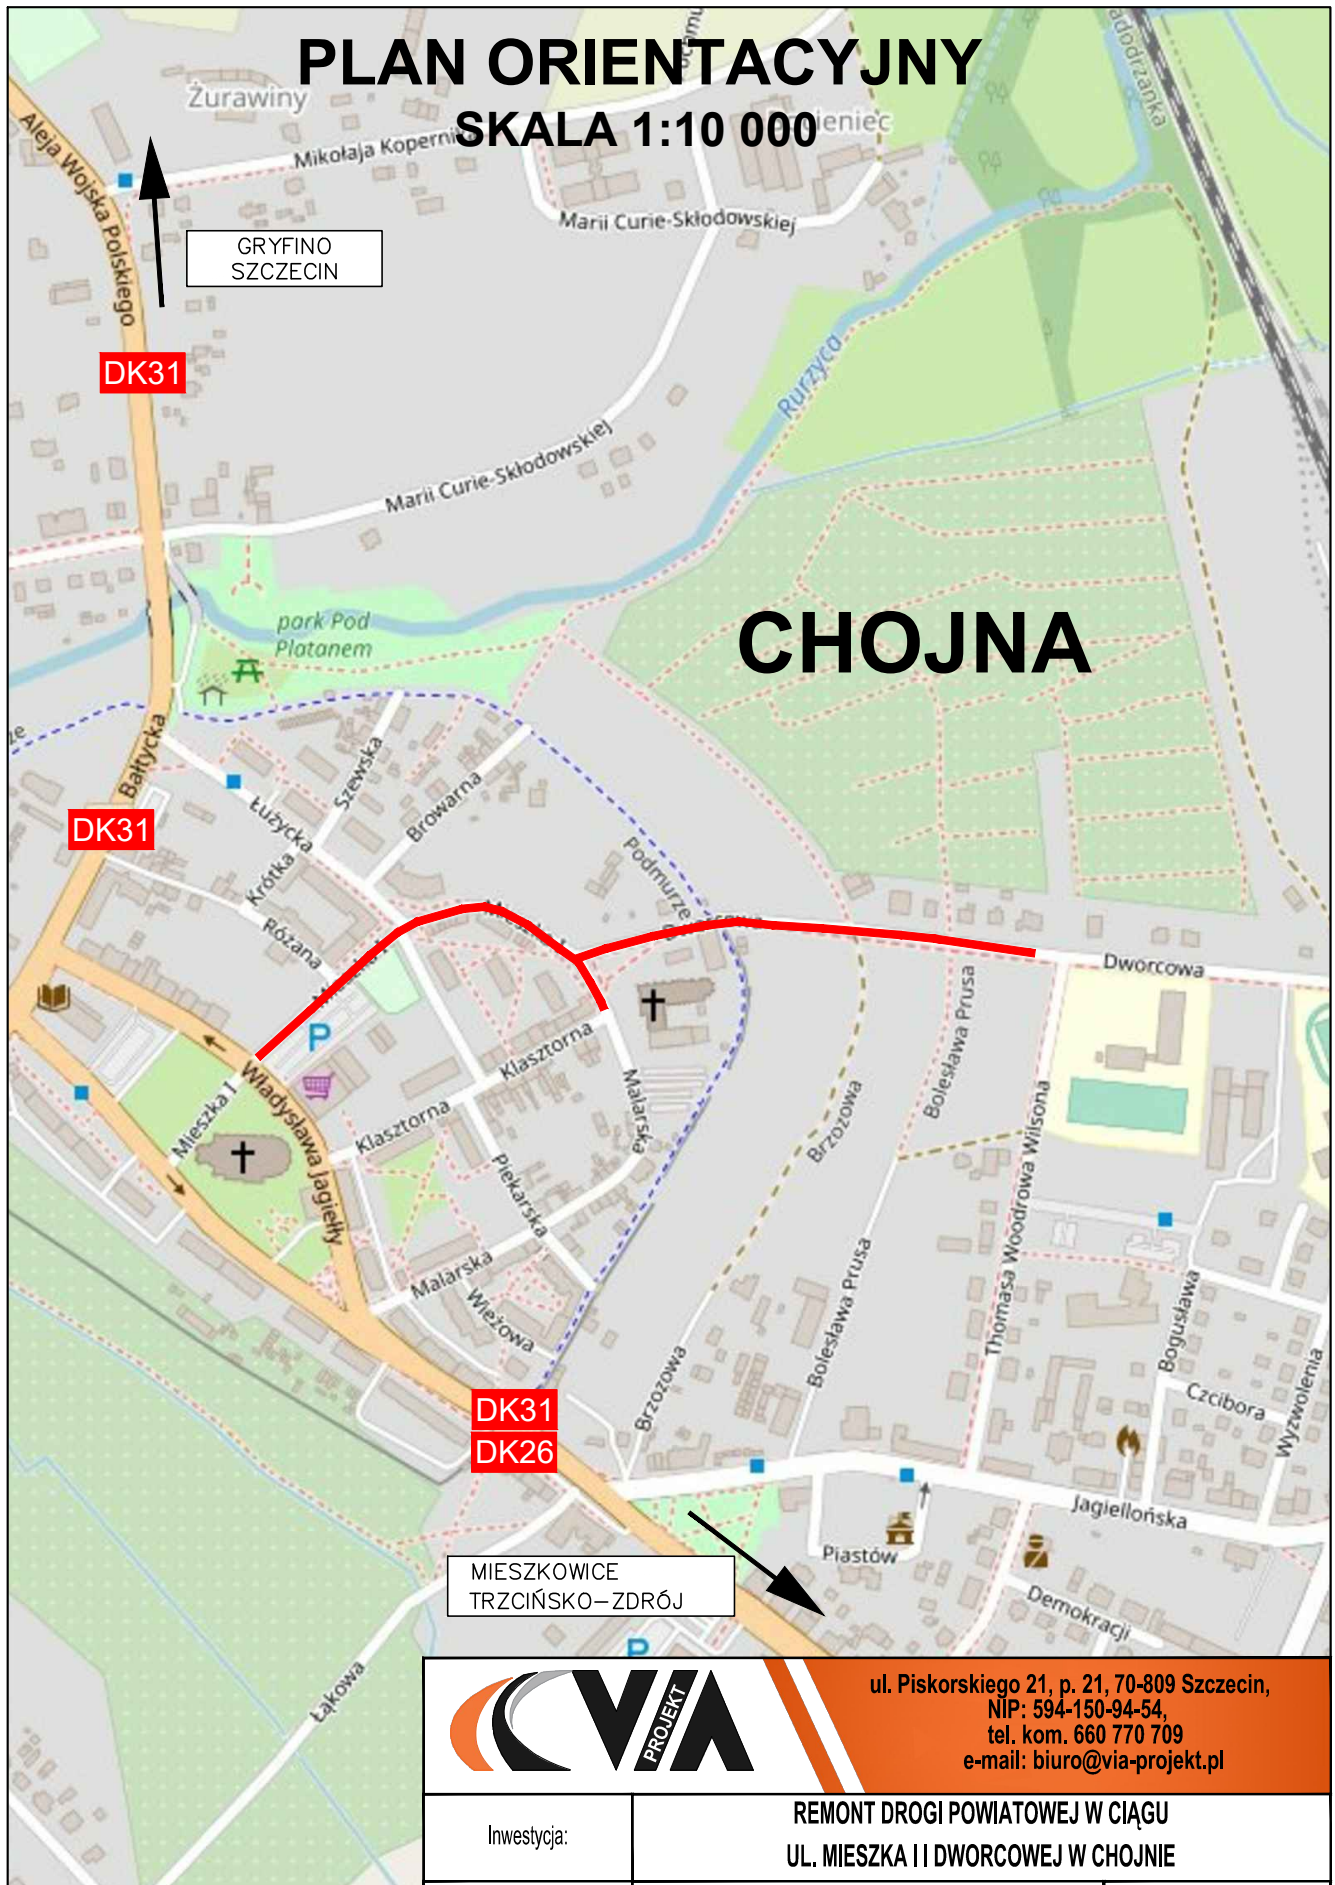 PLAN ORIENTACYJNY
SKALA 1:10 000
Żurawiny
Mikołaja Kopernika
Aleja Wojska Polskiego
Marii Curie-Skłodowskiej
GRYFINO
SZCZECIN
DK31
Rurzyca
Marii Curie-Skłodowskiej
park Pod
Platanem
CHOJNA
Bałtycka
DK31
Szewska
Browarna
Łużycka
Krótka
Różana
Podmurze
Mieszka I
Mieszka I
Dworcowa
P
Klasztorna
Klasztorna
Malarska
Mieszka I
Władysława Jagiełły
Piekarska
Malarska
Wieżowa
Brzozowa
Brzozowa
Bolesława Prusa
Bolesława Prusa
Thomasa Woodrowa Wilsona
Bogusława
Czcibora
Wyzwolenia
DK31
DK26
Jagiellońska
Piastów
Demokracji
MIESZKOWICE
TRZCIŃSKO-ZDRÓJ
P
Łąkowa
VIA
PROJEKT
ul. Piskorskiego 21, p. 21, 70-809 Szczecin,
NIP: 594-150-94-54,
tel. kom. 660 770 709
e-mail: biuro@via-projekt.pl
Inwestycja:
REMONT DROGI POWIATOWEJ W CIĄGU
UL. MIESZKA I I DWORCOWEJ W CHOJNIE